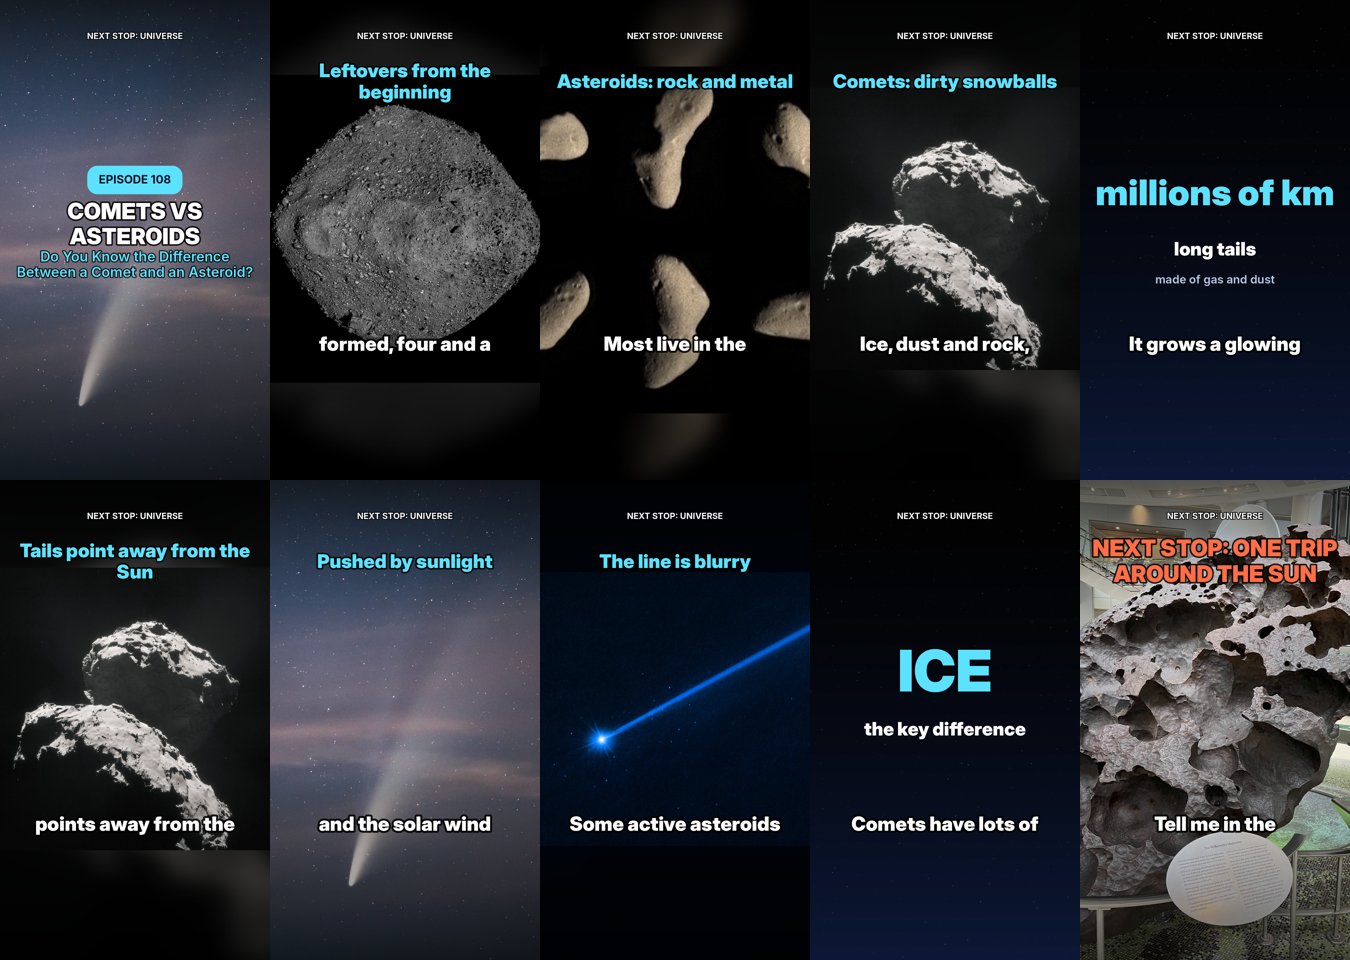 NEXT STOP: UNIVERSE
EPISODE 108
COMETS VS
ASTEROIDS
Do You Know the Difference
Between a Comet and an Asteroid?
NEXT STOP: UNIVERSE
Leftovers from the
beginning
formed, four and a
NEXT STOP: UNIVERSE
Asteroids: rock and metal
Most live in the
NEXT STOP: UNIVERSE
Comets: dirty snowballs
Ice, dust and rock,
NEXT STOP: UNIVERSE
millions of km
long tails
made of gas and dust
It grows a glowing
NEXT STOP: UNIVERSE
Tails point away from the
Sun
points away from the
NEXT STOP: UNIVERSE
Pushed by sunlight
and the solar wind
NEXT STOP: UNIVERSE
The line is blurry
Some active asteroids
NEXT STOP: UNIVERSE
ICE
the key difference
Comets have lots of
NEXT STOP: UNIVERSE
NEXT STOP: ONE TRIP
AROUND THE SUN
Tell me in the